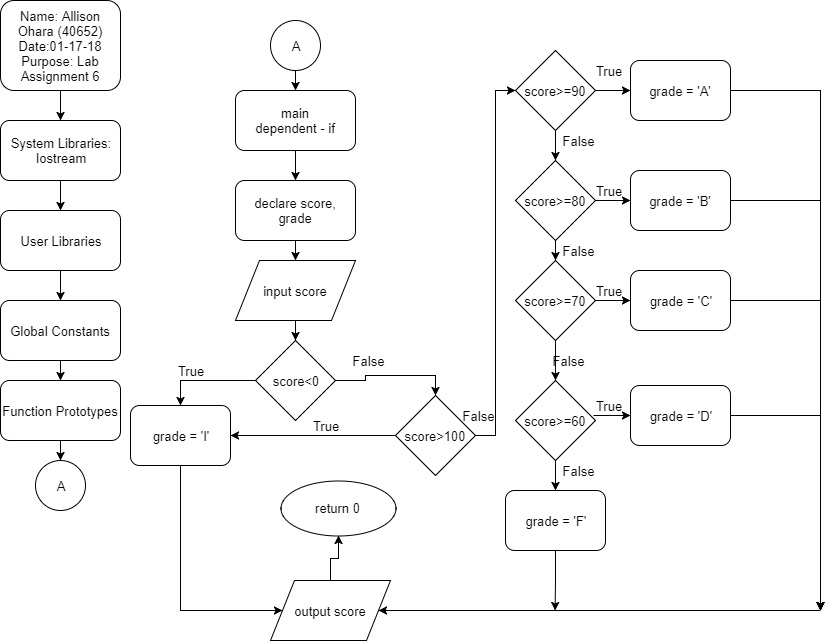 Name: Allison
Ohara (40652)
Date:01-17-18
Purpose: Lab
Assignment 6
System Libraries:
Iostream
User Libraries
Global Constants
Function Prototypes
A
A
main
dependent - if
declare score,
grade
input score
score<0
True
False
grade = 'I'
True
score>100
False
return 0
output score
score>=90
True
grade = 'A'
False
score>=80
True
grade = 'B'
False
score>=70
True
grade = 'C'
False
score>=60
True
grade = 'D'
False
grade = 'F'